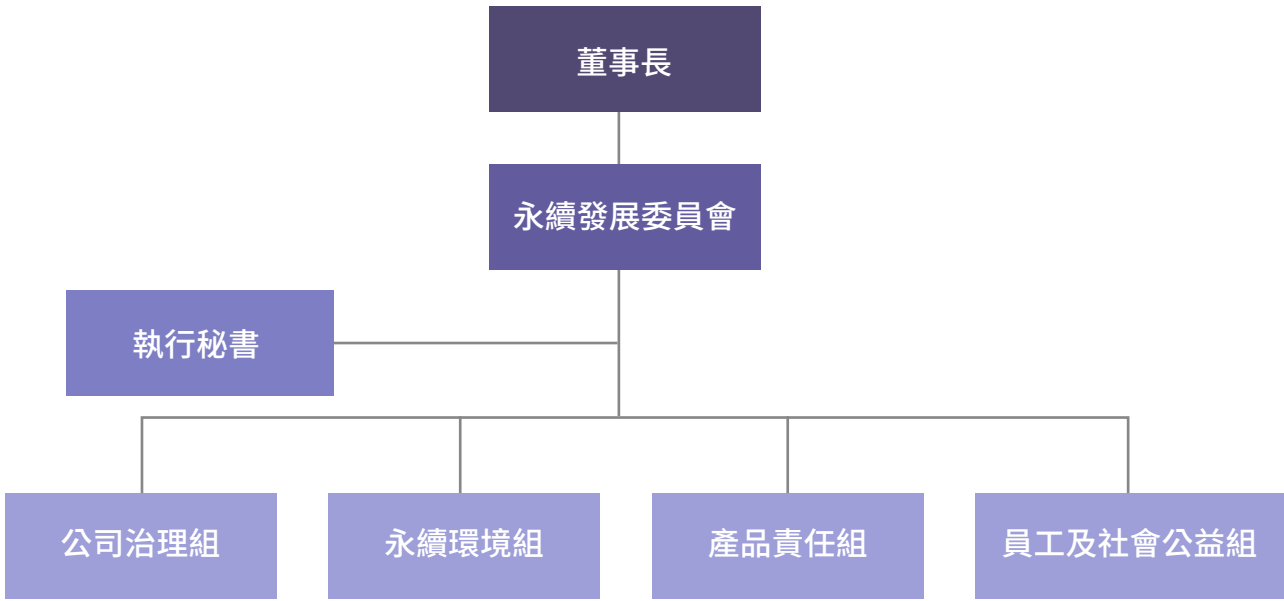 董事長
永續發展委員會
執行秘書
公司治理組
永續環境組
產品責任組
員工及社會公益組